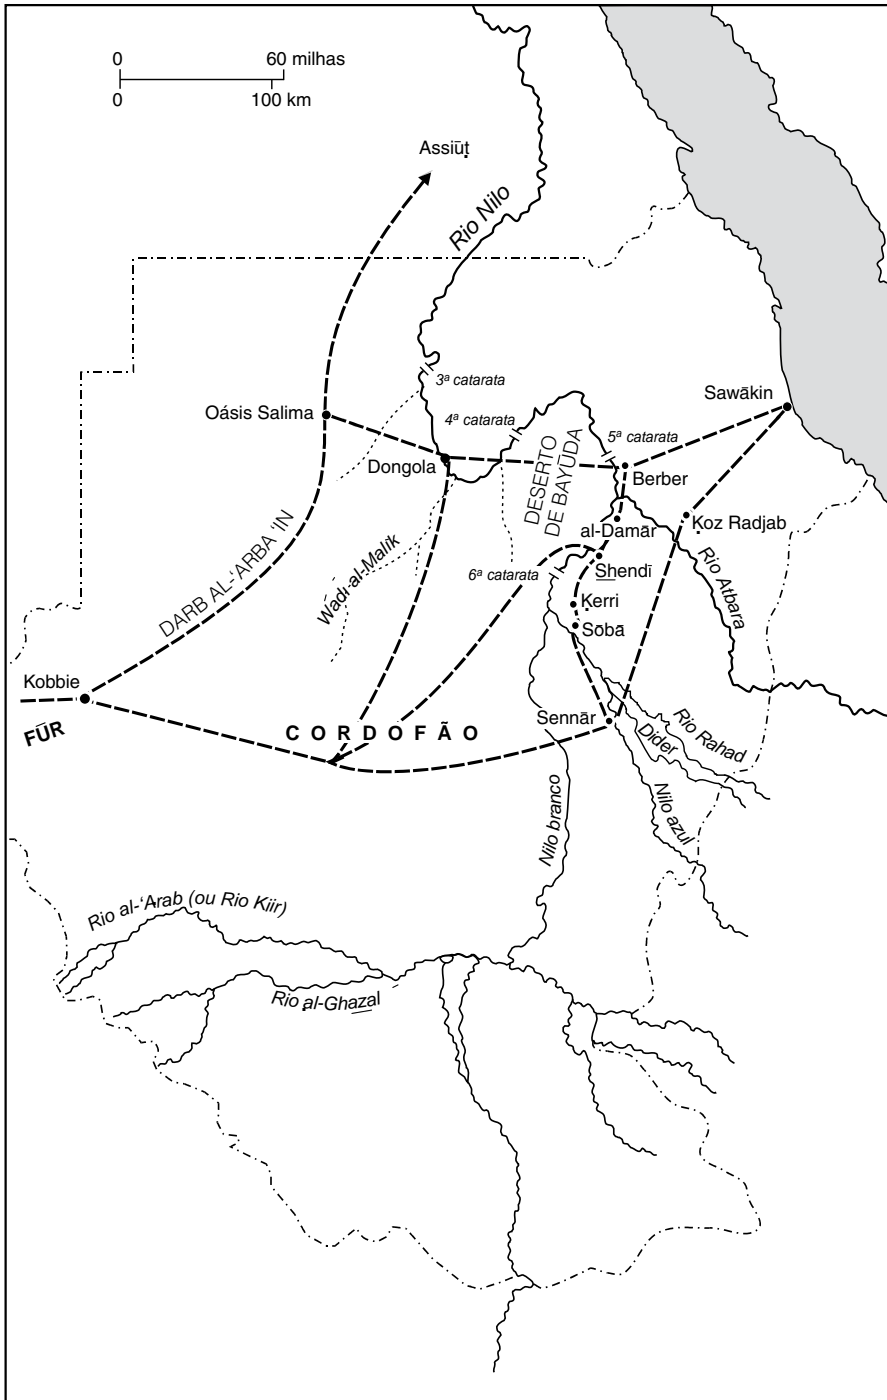 0 60 milhas
0 100 km
Assiūṭ
Rio Nilo
3ª catarata
Oásis Salima
4ª catarata
Sawākin
5ª catarata
Dongola
DESERTO
DE BAYŪDA
Berber
al-Damār
Ḳoz Radjab
Wadi al-Malik
6ª catarata
Shendī
Rio Atbara
DARB AL-‘ARBA ‘IN
Ḳerri
Sōbā
Kobbie
FŪR
CORDOFÃO
Sennār
Rio Rahad
Dider
Nilo branco
Nilo azul
Rio al-‘Arab (ou Rio Kiir)
Rio al-Ghazal